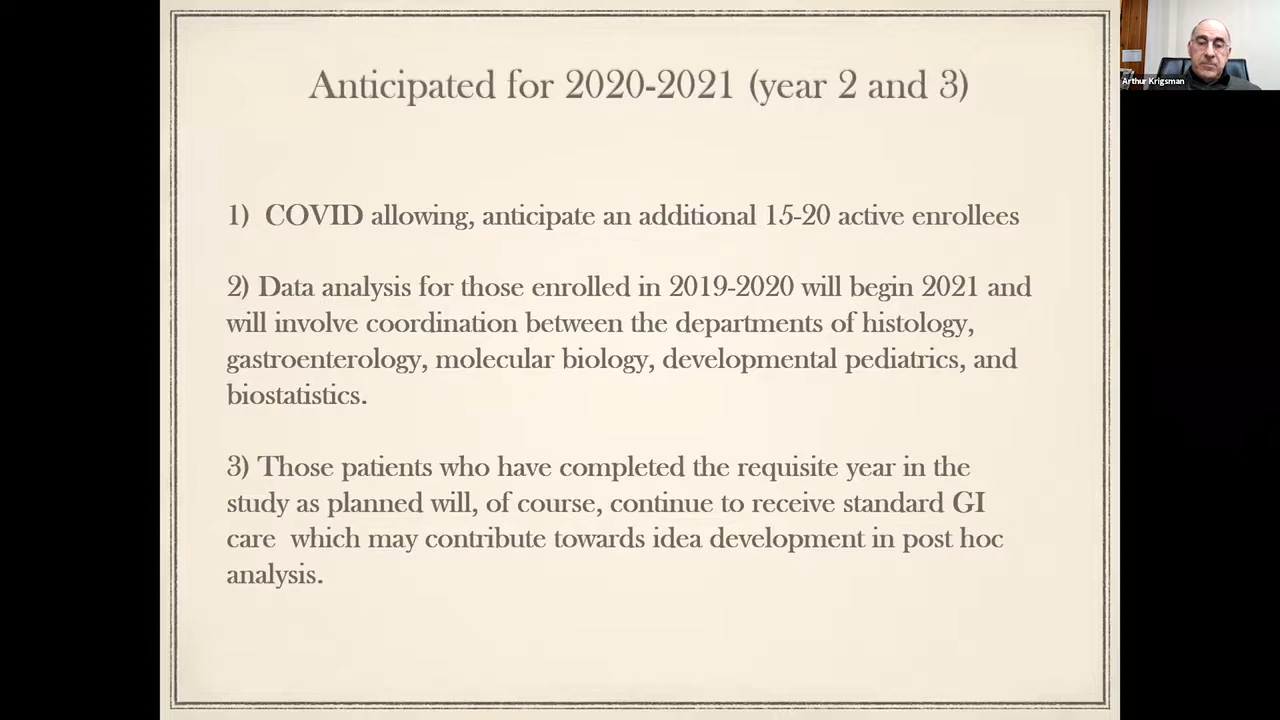 Anticipated for 2020-2021 (year 2 and 3)
Arthur Krigsman
1) COVID allowing, anticipate an additional 15-20 active enrollees
2) Data analysis for those enrolled in 2019-2020 will begin 2021 and
will involve coordination between the departments of histology,
gastroenterology, molecular biology, developmental pediatrics, and
biostatistics.
3) Those patients who have completed the requisite year in the
study as planned will, of course, continue to receive standard GI
care which may contribute towards idea development in post hoc
analysis.